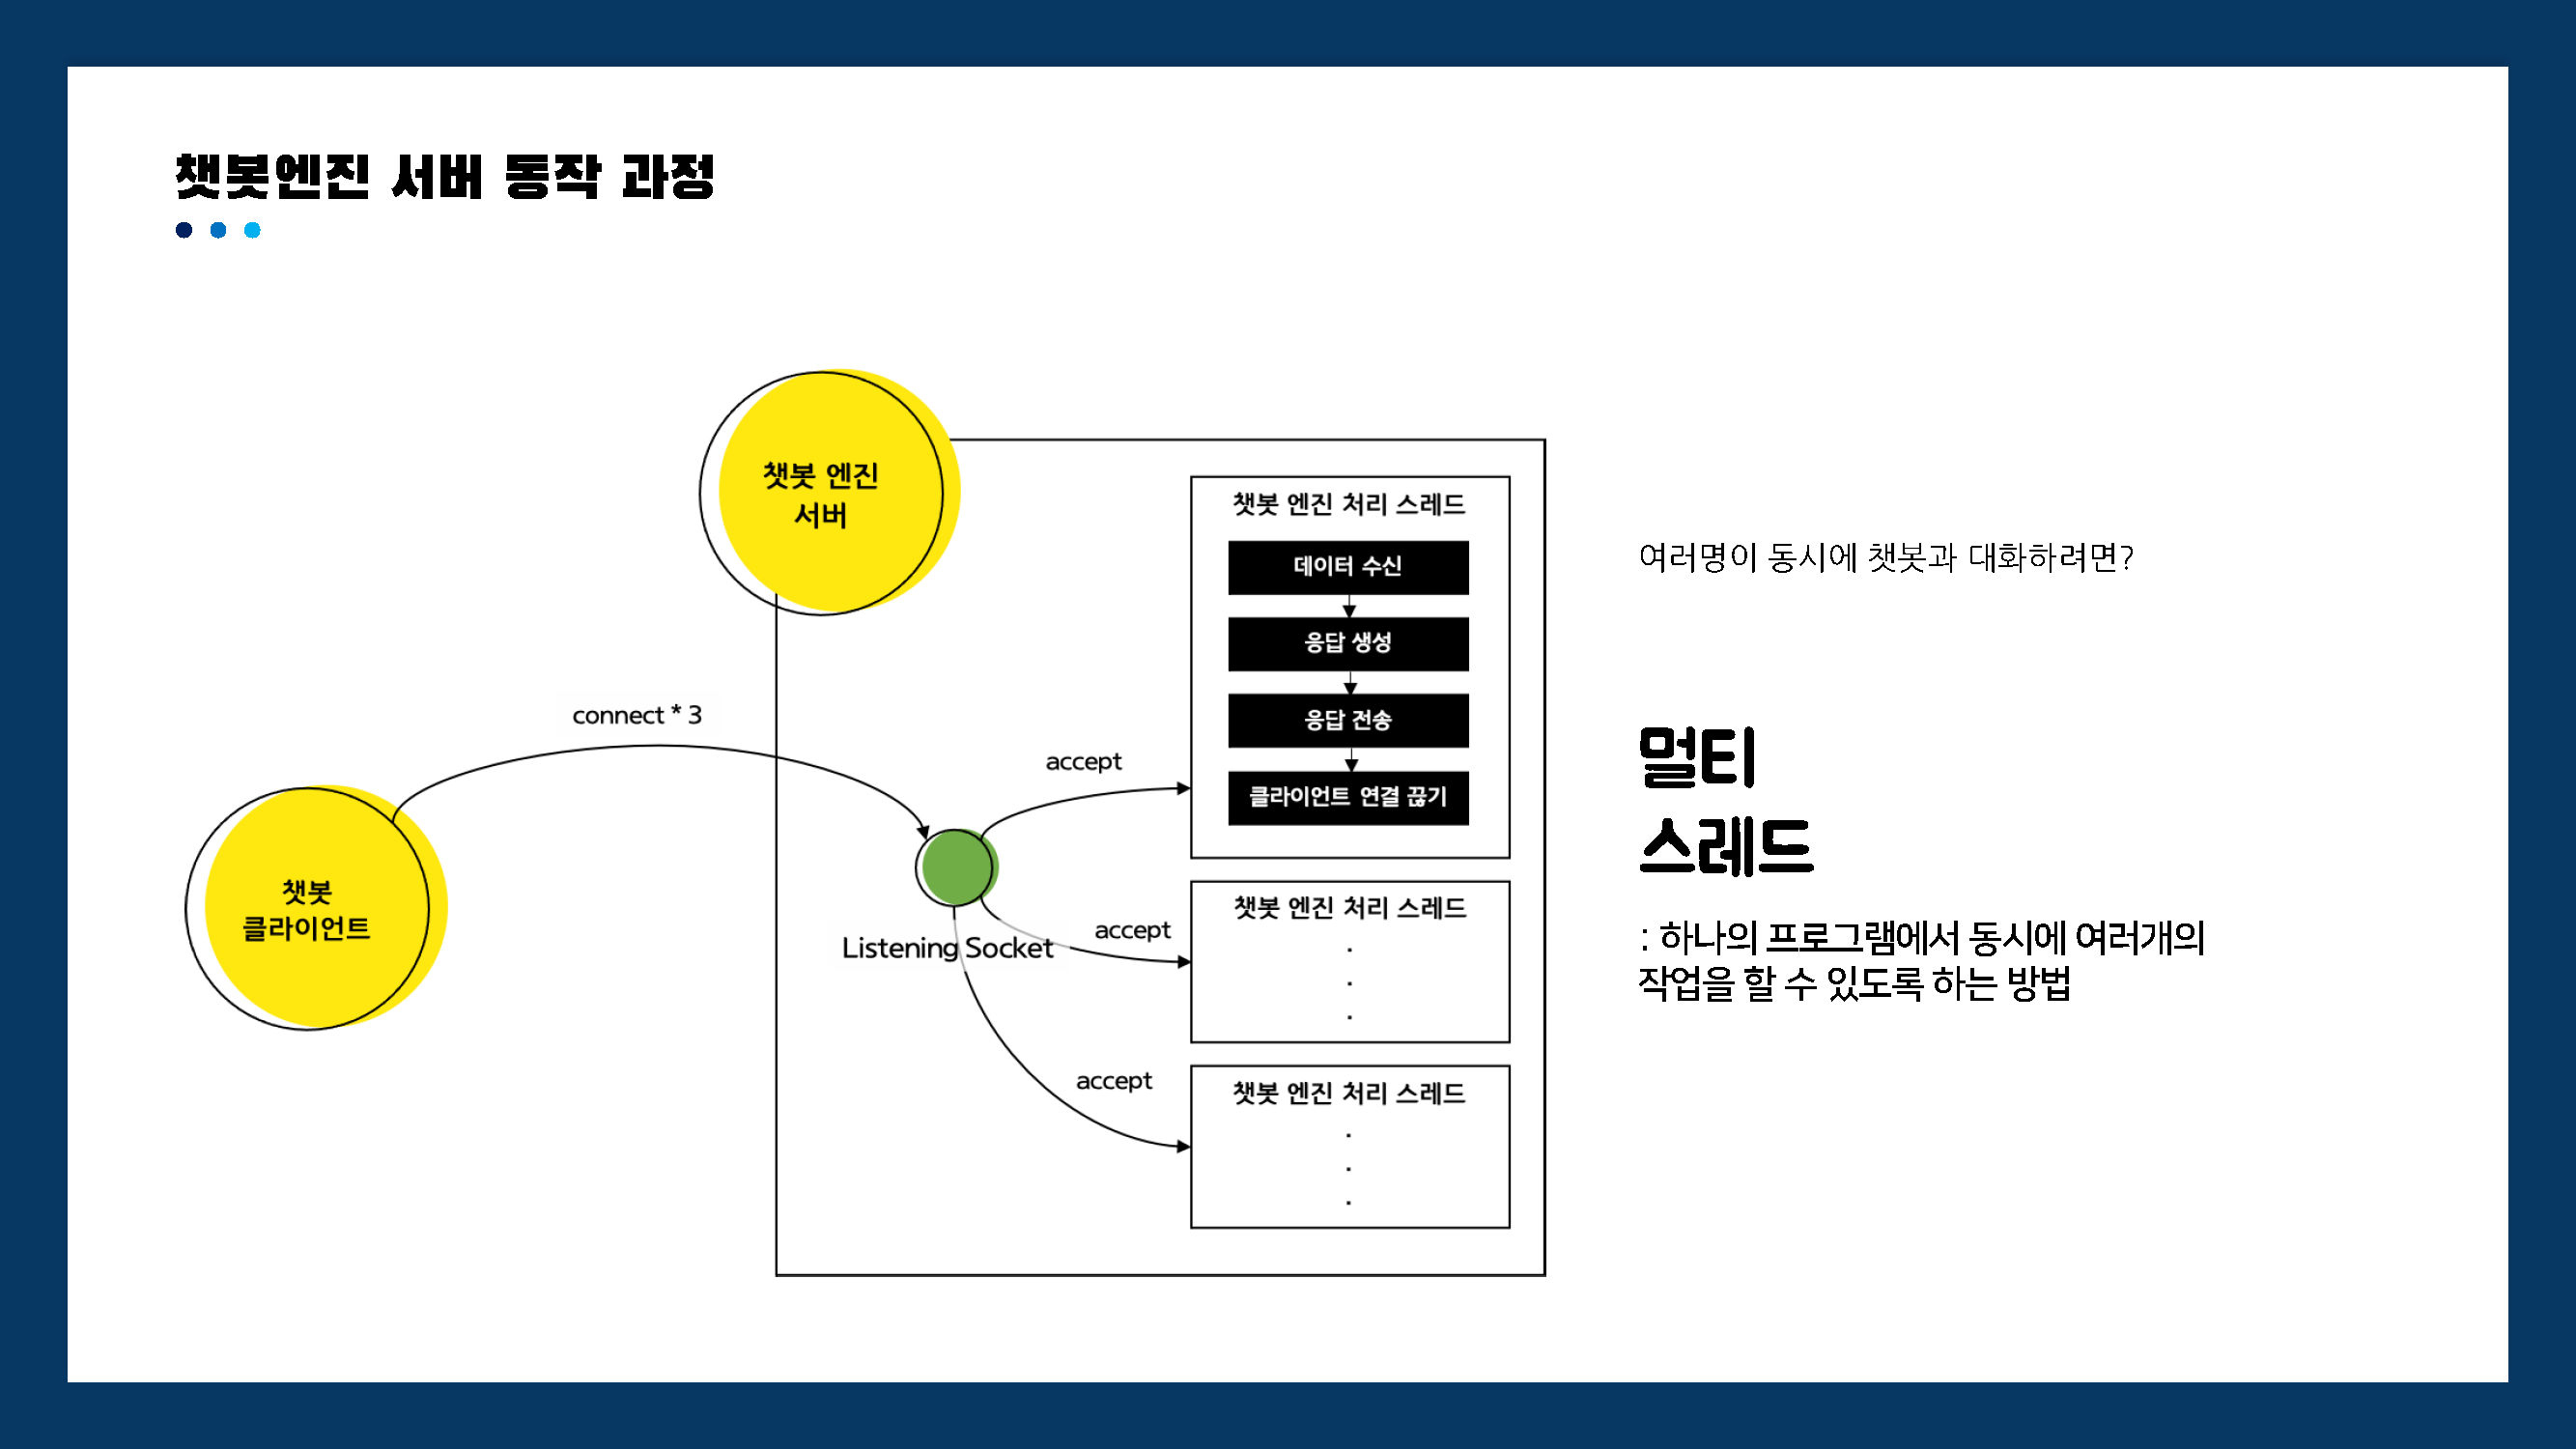 챗봇엔진 서버 동작 과정
챗봇 엔진
서버
챗봇 엔진 처리 스레드
데이터 수신
응답 생성
응답 전송
클라이언트 연결 끊기
connect * 3
accept
챗봇
클라이언트
Listening Socket
accept
챗봇 엔진 처리 스레드
.
.
.
accept
챗봇 엔진 처리 스레드
.
.
.
여러명이 동시에 챗봇과 대화하려면?
멀티
스레드
: 하나의 프로그램에서 동시에 여러개의
작업을 할 수 있도록 하는 방법